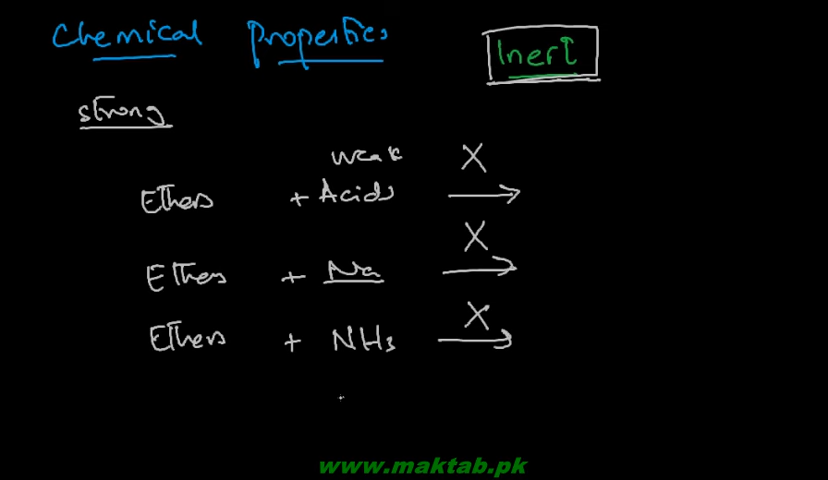 Chemical Properties Inert
strong
weak X
Ethers + Acids
X
Ethers + Na
X
Ethers + NH3
www.maktab.pk